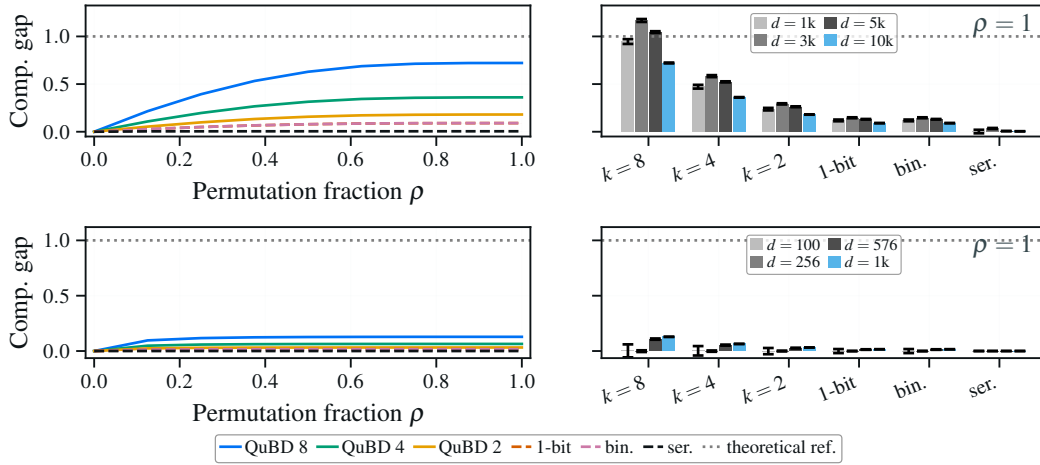 Comp. gap
1.0
0.5
0.0
0.0 0.2 0.4 0.6 0.8 1.0
Permutation fraction ρ
d = 1k d = 5k
d = 3k d = 10k
ρ = 1
k = 8 k = 4 k = 2 1-bit bin. ser.
Comp. gap
1.0
0.0
0.0 0.2 0.4 0.6 0.8 1.0
Permutation fraction ρ
d = 100 d = 576
d = 256 d = 1k
ρ = 1
k = 8 k = 4 k = 2 1-bit bin. ser.
QuBD 8 QuBD 4 QuBD 2 1-bit bin. ser. theoretical ref.